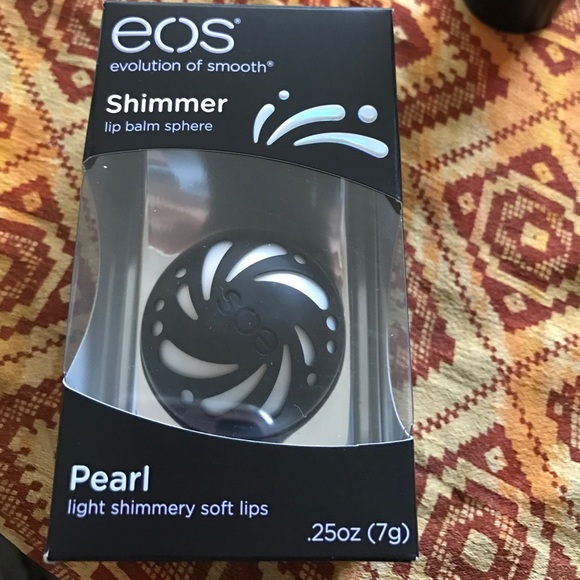 eos®
evolution of smooth®
Shimmer
lip balm sphere
eos
Pearl
light shimmery soft lips
.25oz (7g)